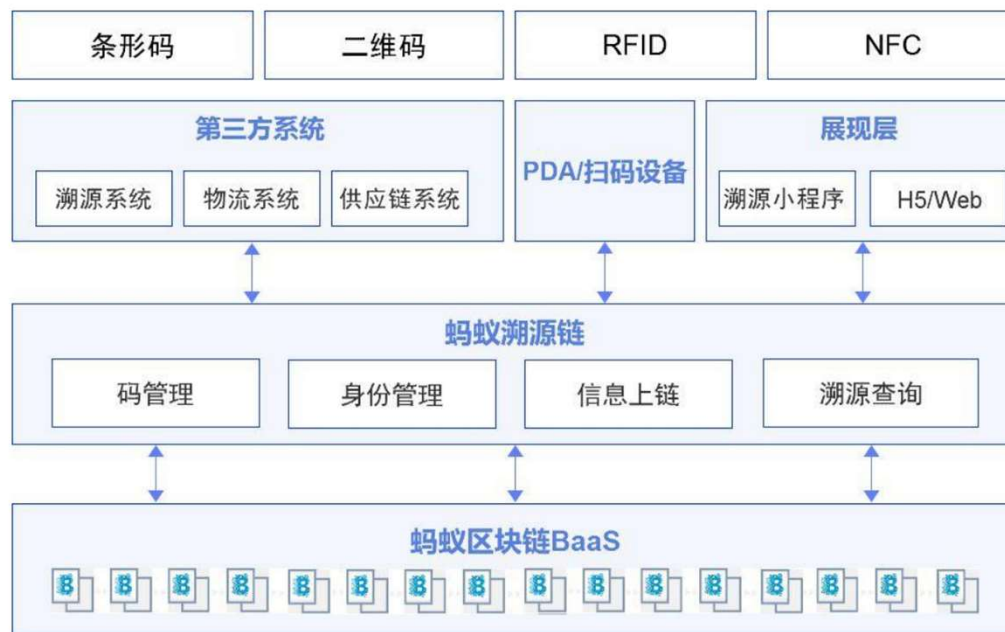 条形码 二维码 RFID NFC
第三方系统
溯源系统 物流系统 供应链系统
PDA/扫码设备
展现层
溯源小程序 H5/Web
蚂蚁溯源链
码管理 身份管理 信息上链 溯源查询
蚂蚁区块链BaaS